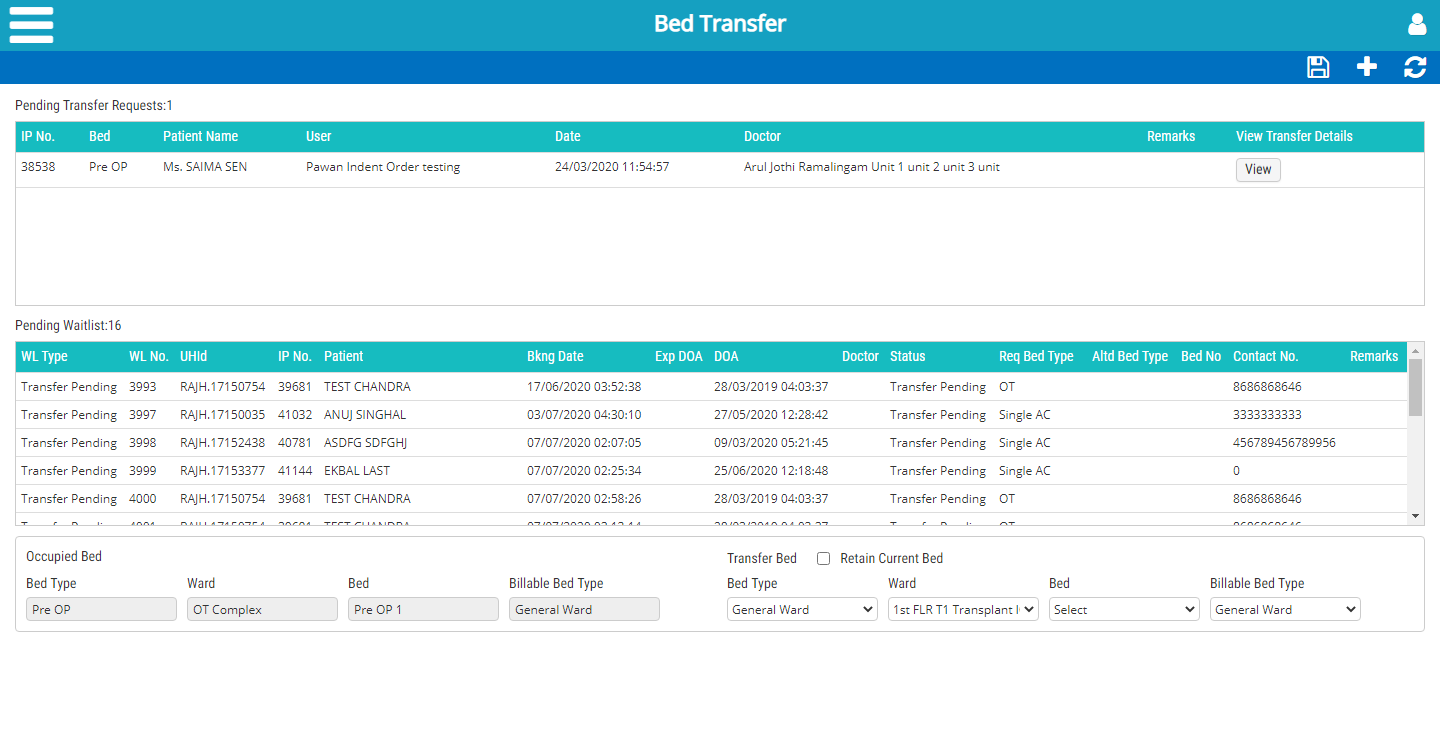 Bed Transfer
Pending Transfer Requests:1
IP No. Bed Patient Name User Date Doctor Remarks View Transfer Details
38538 Pre OP Ms. SAIMA SEN Pawan Indent Order testing 24/03/2020 11:54:57 Arul Jothi Ramalingam Unit 1 unit 2 unit 3 unit View
Pending Waitlist:16
WL Type WL No. UHId IP No. Patient Bkng Date Exp DOA DOA Doctor Status Req Bed Type Altd Bed Type Bed No Contact No. Remarks
Transfer Pending 3993 RAJH.17150754 39681 TEST CHANDRA 17/06/2020 03:52:38 28/03/2019 04:03:37 Transfer Pending OT 8686868646
Transfer Pending 3997 RAJH.17150035 41032 ANUJ SINGHAL 03/07/2020 04:30:10 27/05/2020 12:28:42 Transfer Pending Single AC 3333333333
Transfer Pending 3998 RAJH.17152438 40781 ASDFG SDFGHJ 07/07/2020 02:07:05 09/03/2020 05:21:45 Transfer Pending Single AC 456789456789956
Transfer Pending 3999 RAJH.17153377 41144 EKBAL LAST 07/07/2020 02:25:34 25/06/2020 12:18:48 Transfer Pending Single AC 0
Transfer Pending 4000 RAJH.17150754 39681 TEST CHANDRA 07/07/2020 02:58:26 28/03/2019 04:03:37 Transfer Pending OT 8686868646
Occupied Bed Transfer Bed Retain Current Bed
Bed Type Ward Bed Billable Bed Type Bed Type Ward Bed Billable Bed Type
Pre OP OT Complex Pre OP 1 General Ward General Ward 1st FLR T1 Transplant Select General Ward